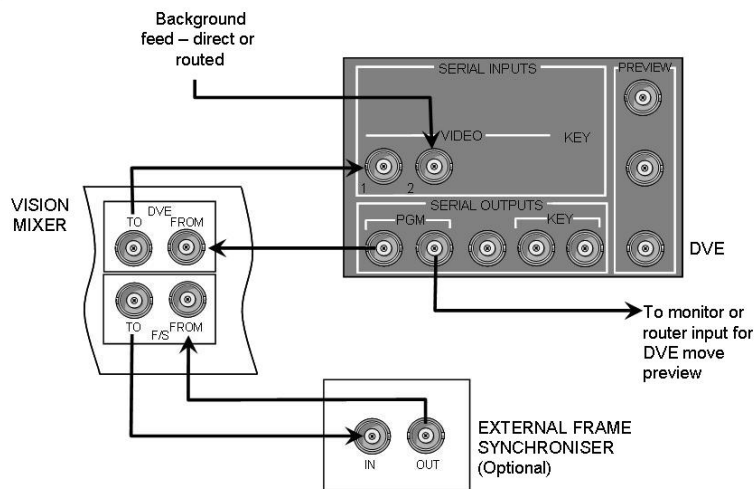 Background
feed – direct or
routed
SERIAL INPUTS
PREVIEW
VIDEO
KEY
1
2
VISION
MIXER
DVE
TO
FROM
SERIAL OUTPUTS
PGM
KEY
DVE
TO
FROM
F/S
To monitor or
router input for
DVE move
preview
IN
OUT
EXTERNAL FRAME
SYNCHRONISER
(Optional)